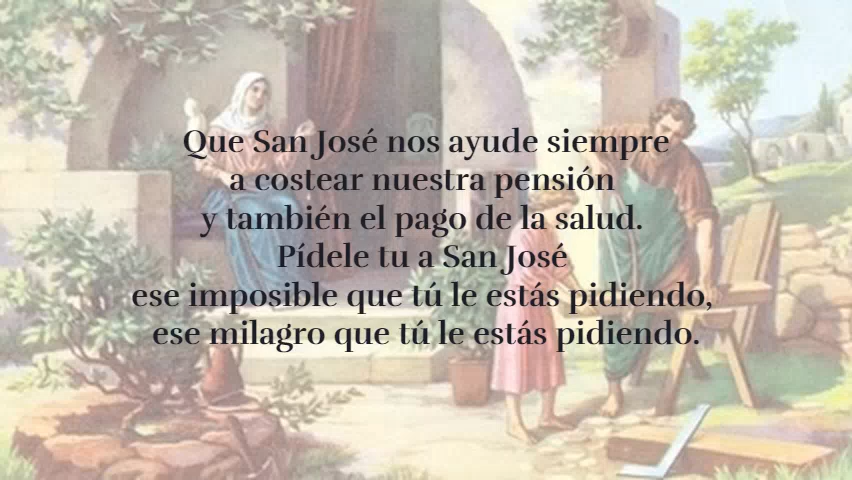 Que San José nos ayude siempre
a costear nuestra pensión
y también el pago de la salud.
Pídele tu a San José
ese imposible que tú le estás pidiendo,
ese milagro que tú le estás pidiendo.